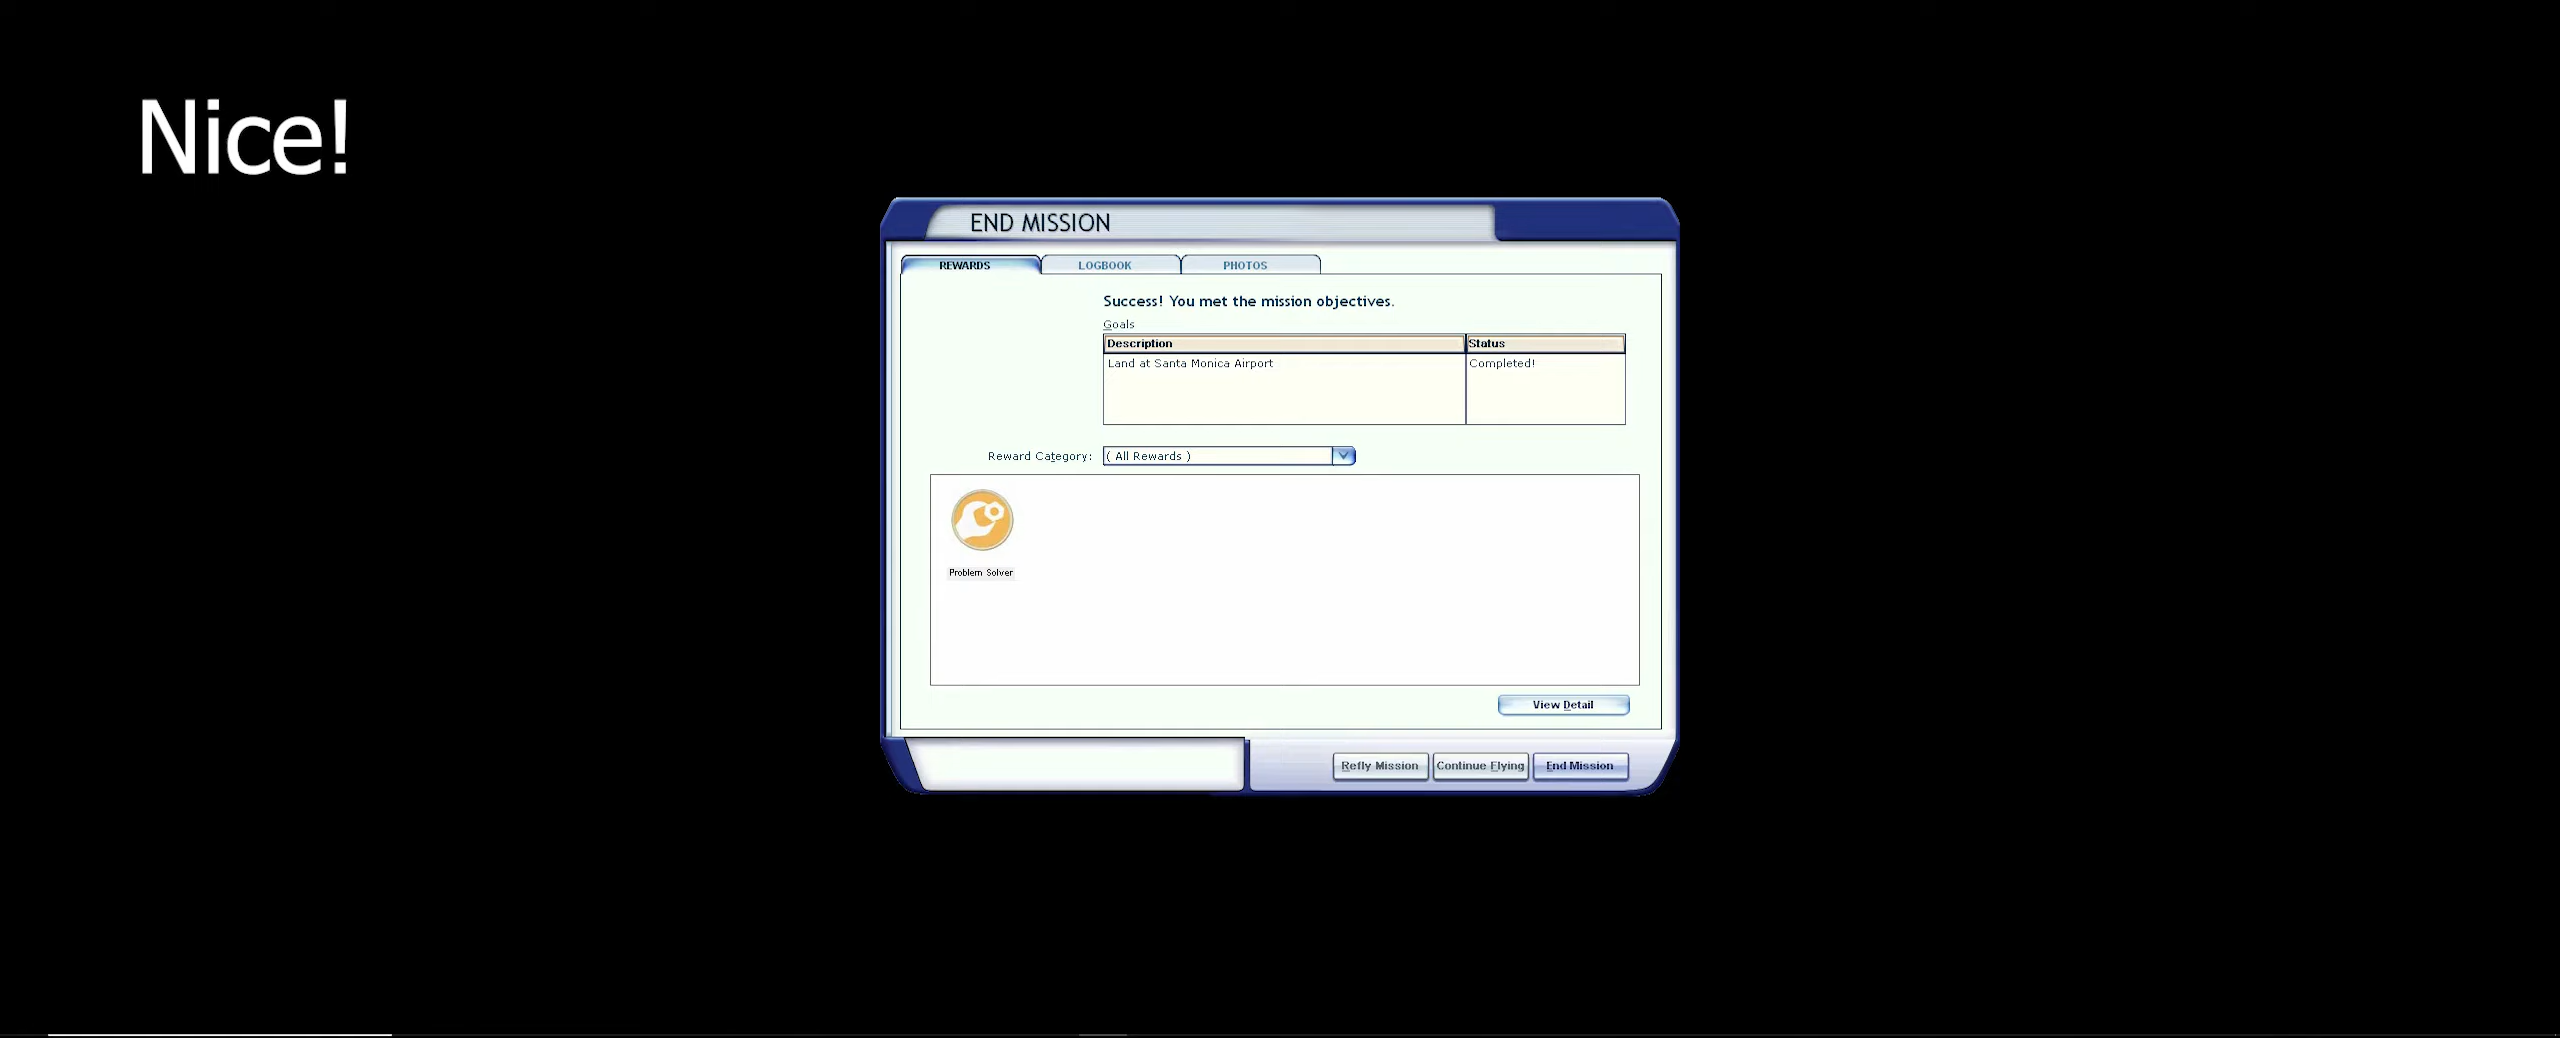 Nice!
END MISSION
REWARDS LOGBOOK PHOTOS
Success! You met the mission objectives.
Goals
Description Status
Land at Santa Monica Airport Completed!
Reward Category: ( All Rewards )
Problem Solver
View Detail
Refly Mission Continue Flying End Mission